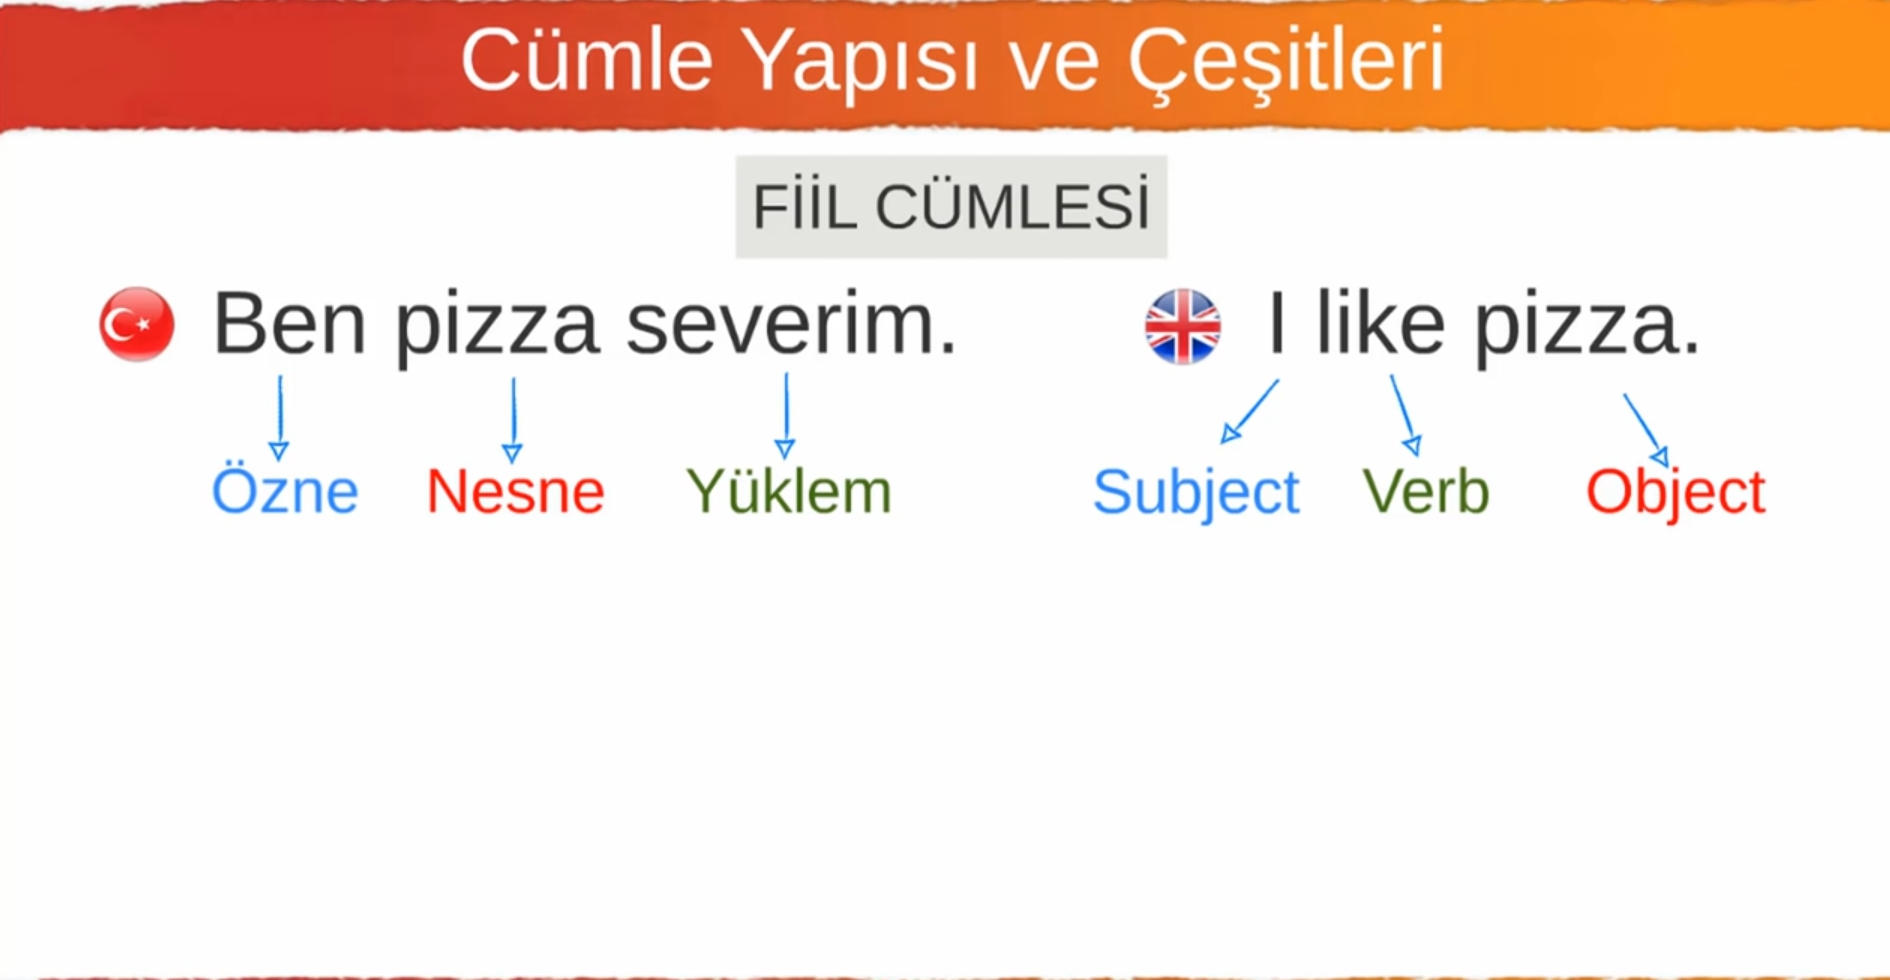 Cümle Yapısı ve Çeşitleri
FİİL CÜMLESİ
Ben pizza severim.
Özne Nesne Yüklem
I like pizza.
Subject Verb Object